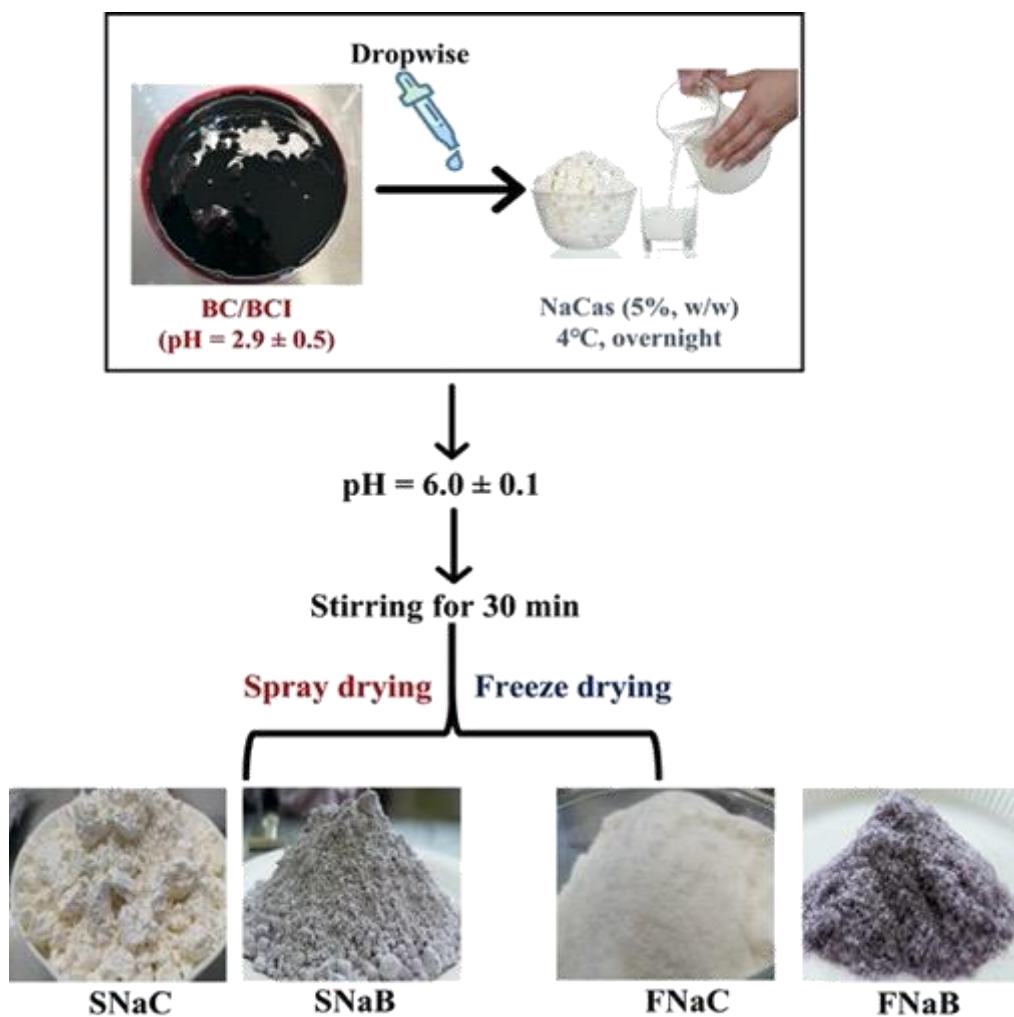 Dropwise
BC/BCI
(pH = 2.9 ± 0.5)
NaCas (5%, w/w)
4°C, overnight
pH = 6.0 ± 0.1
Stirring for 30 min
Spray drying
Freeze drying
SNaC
SNaB
FNaC
FNaB